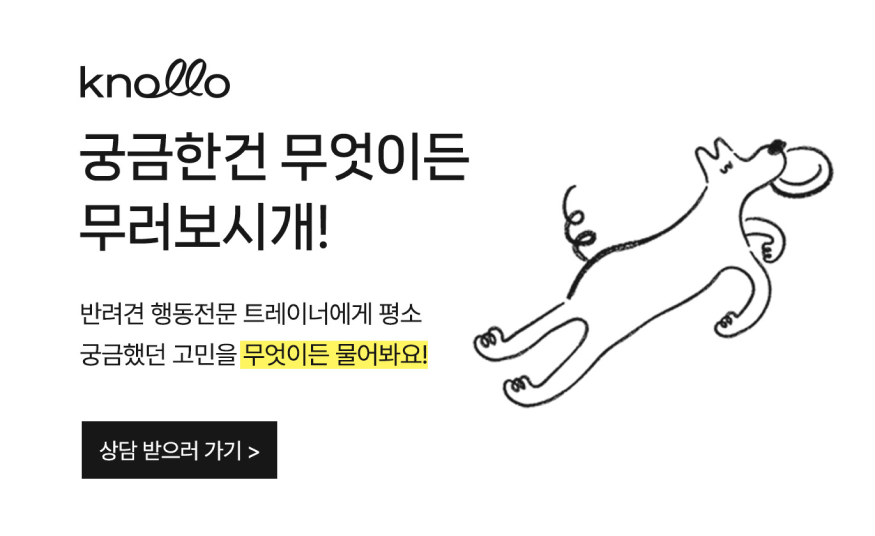 knollo
궁금한건 무엇이든
무러보시개!
반려견 행동전문 트레이너에게 평소
궁금했던 고민을 무엇이든 물어봐요!
상담 받으러 가기 >